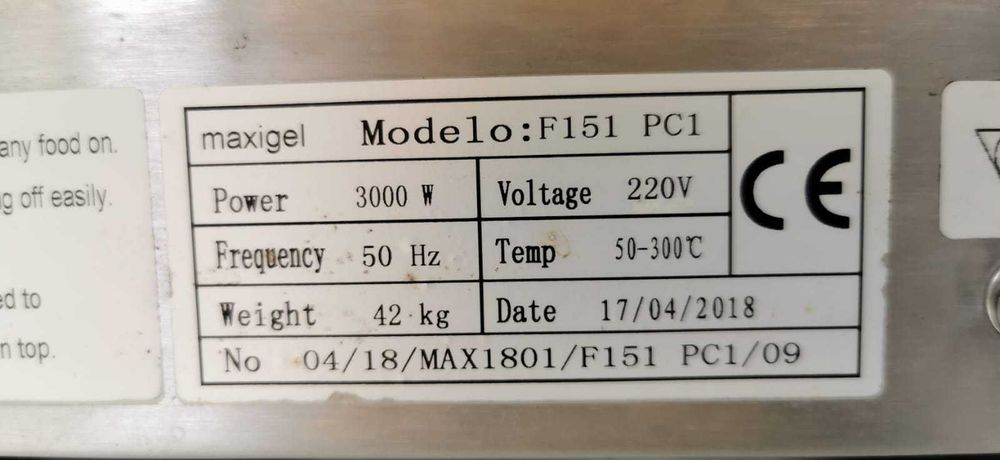 any food on.
g off easily.
ed to
n top.
maxigel Modelo: F151 PC1
Power 3000 W Voltage 220V
Frequency 50 Hz Temp 50-300℃
Weight 42 kg Date 17/04/2018
No 04/18/MAX1801/F151 PC1/09
CE